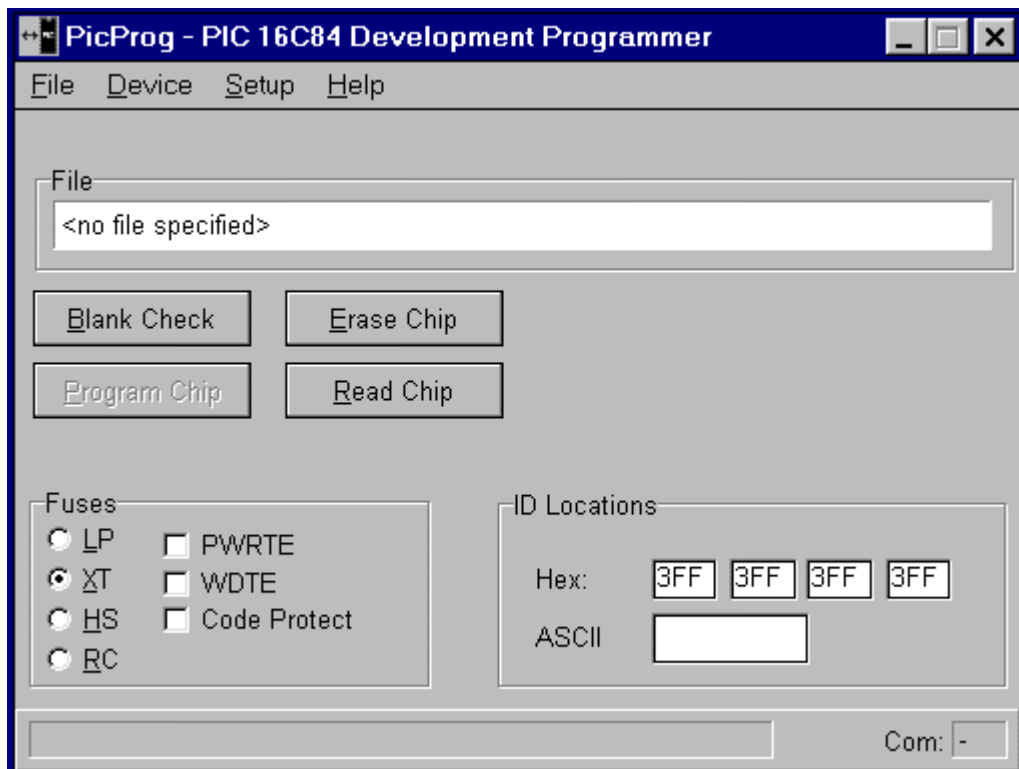 PicProg - PIC 16C84 Development Programmer
File Device Setup Help
File
<no file specified>
Blank Check Erase Chip
Program Chip Read Chip
Fuses
LP PWRTE
XT WDTE
HS Code Protect
RC
ID Locations
Hex: 3FF 3FF 3FF 3FF
ASCII
Com: -